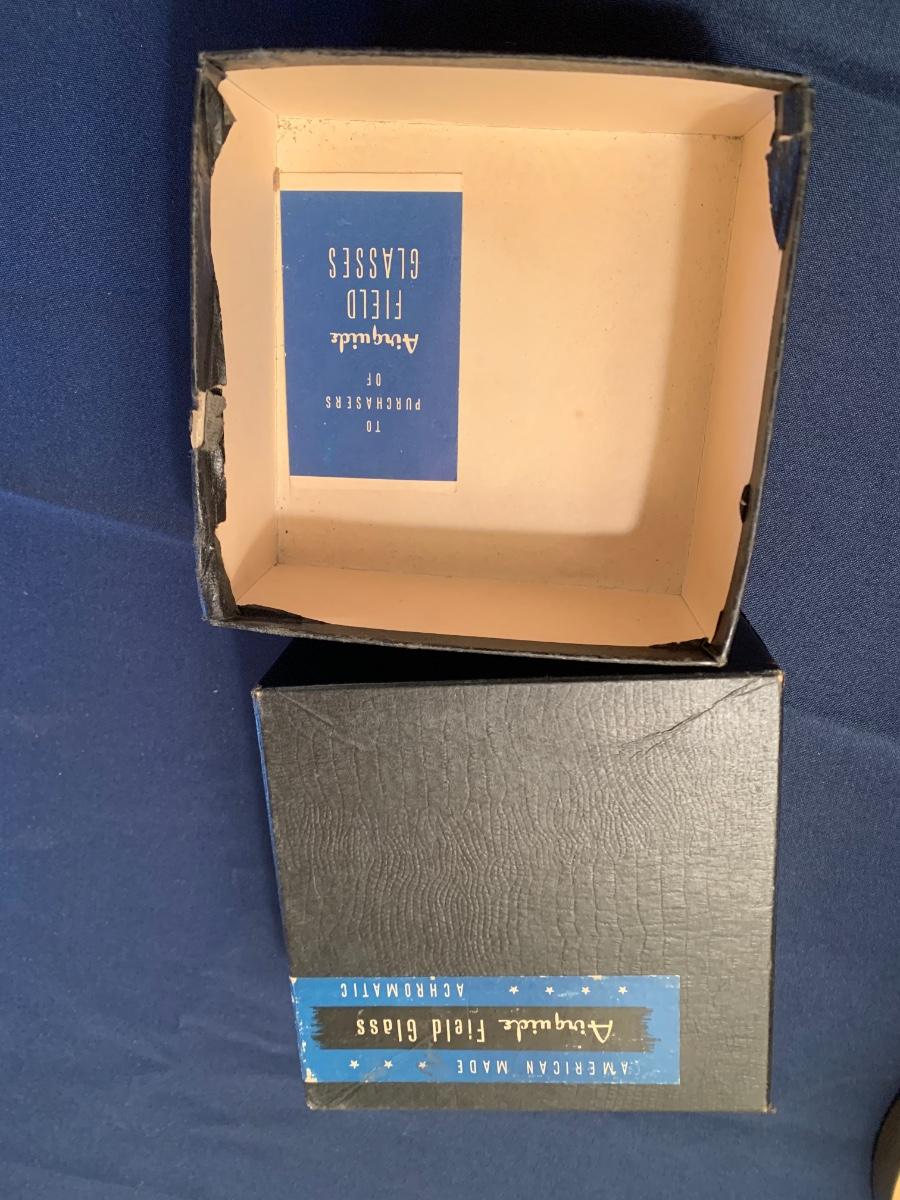 TO
PURCHASERS
OF
Airguide
FIELD
GLASSES
AMERICAN MADE ★ ★ ★
Airguide Field Glass
★ ★ ★ ★ ACHROMATIC